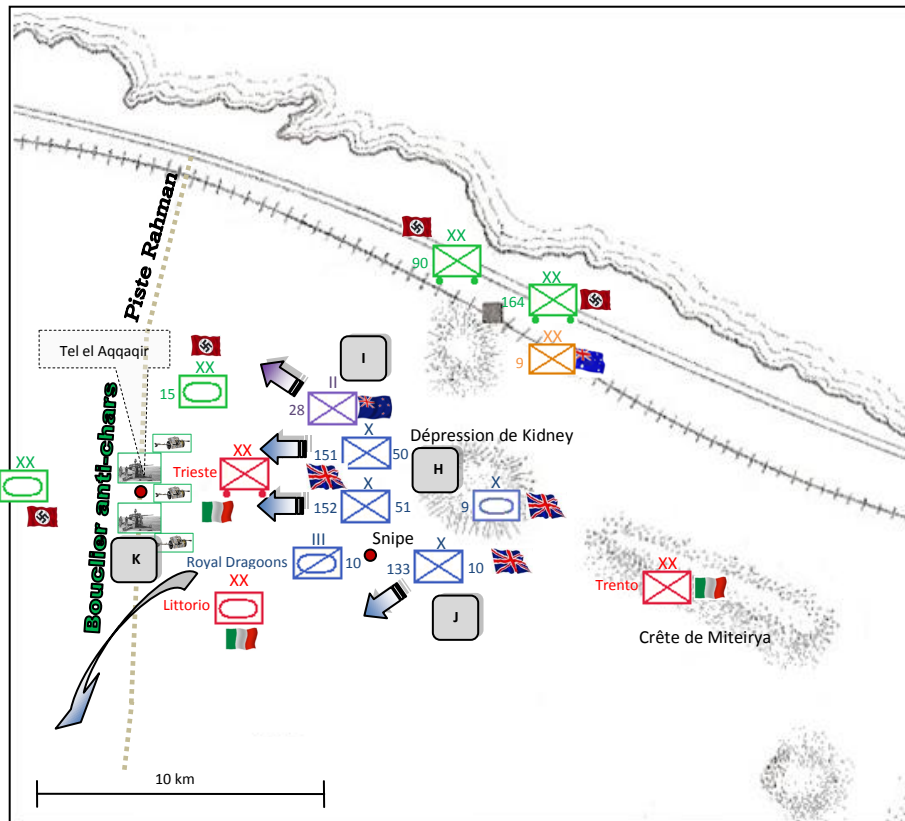 XX
90
XX
164
XX
9
Piste Rahman
Tel el Aqqaqir
I
XX
15
II
28
Bouclier anti-chars
Dépression de Kidney
X
151
50
XX
Trieste
H
XX
X
152
51
X
9
Snipe
K
Royal Dragoons
III
10
X
133
10
XX
Trento
XX
Littorio
J
Crête de Miteirya
10 km